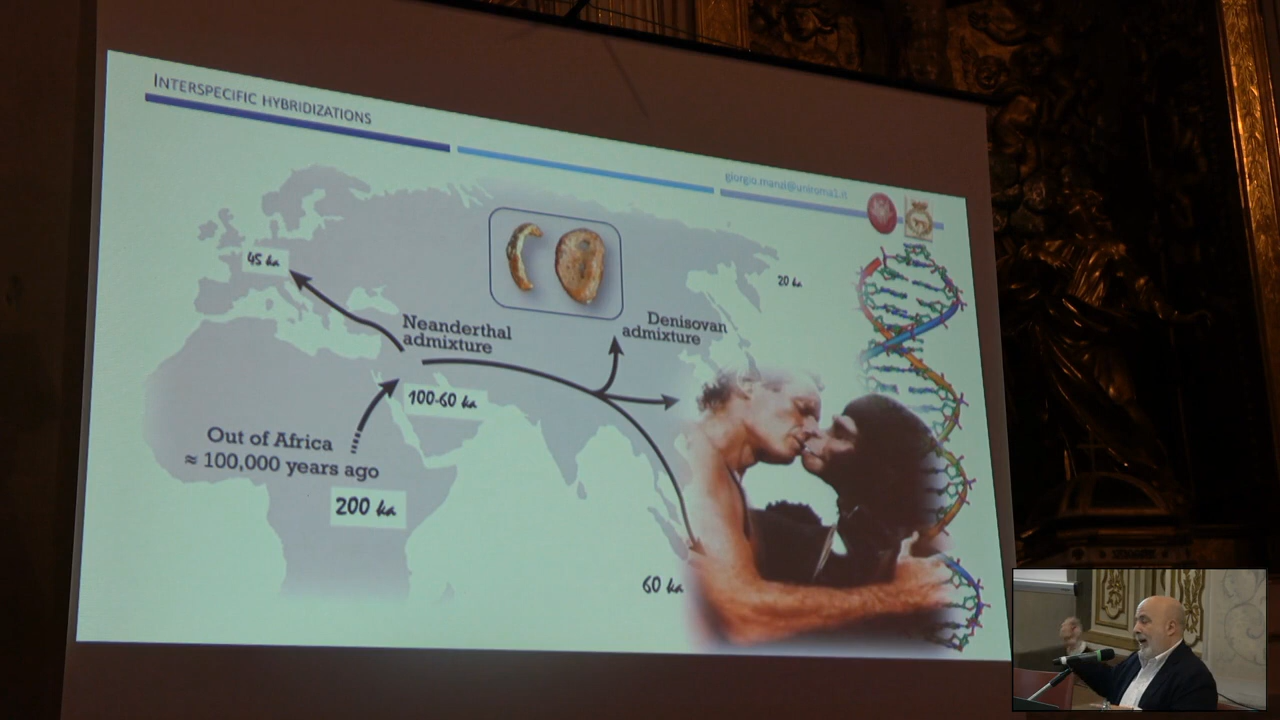 INTERSPECIFIC HYBRIDIZATIONS
giorgio.manzi@uniroma1.it
45 ka
20 ka
Neanderthal
admixture
Denisovan
admixture
100-60 ka
Out of Africa
≈ 100,000 years ago
200 ka
60 ka